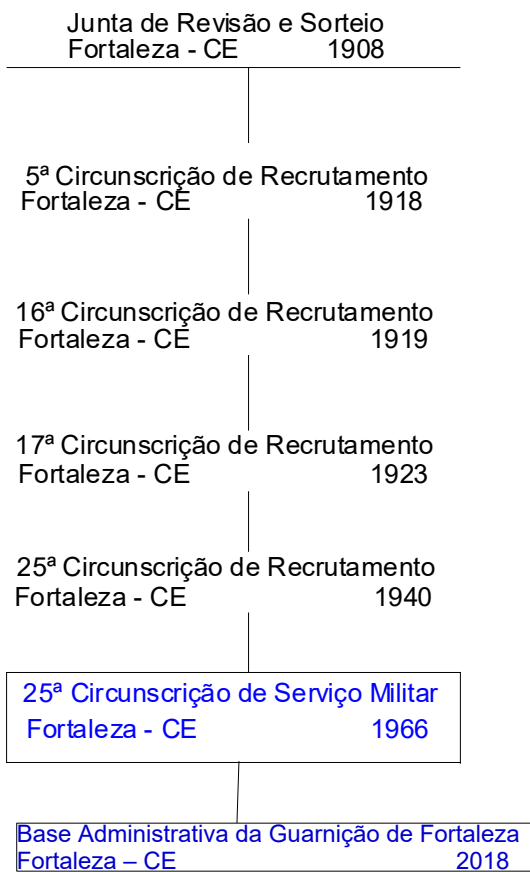 Junta de Revisão e Sorteio
Fortaleza - CE 1908
5ª Circunscrição de Recrutamento
Fortaleza - CE 1918
16ª Circunscrição de Recrutamento
Fortaleza - CE 1919
17ª Circunscrição de Recrutamento
Fortaleza - CE 1923
25ª Circunscrição de Recrutamento
Fortaleza - CE 1940
25ª Circunscrição de Serviço Militar
Fortaleza - CE 1966
Base Administrativa da Guarnição de Fortaleza
Fortaleza – CE 2018